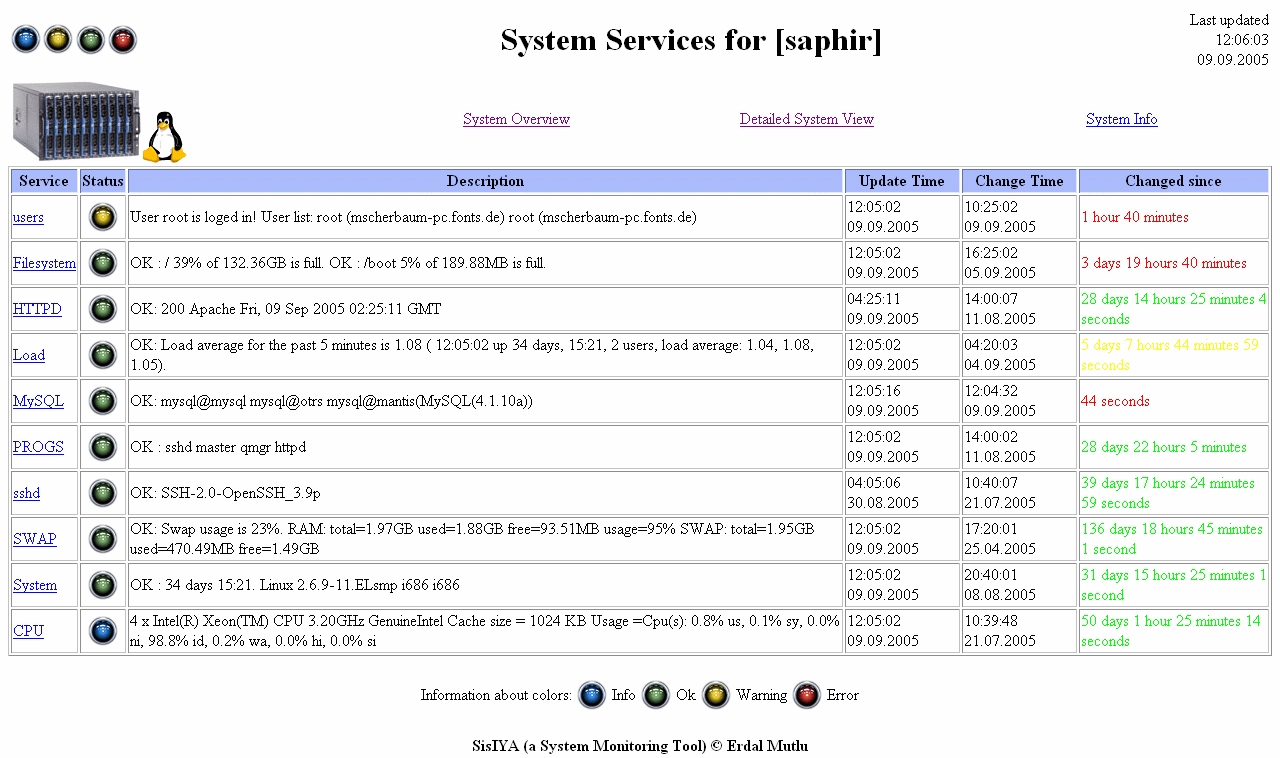 System Services for [saphir]
Last updated
12:06:03
09.09.2005
System Overview
Detailed System View
System Info
Service Status Description Update Time Change Time Changed since
users User root is loged in! User list: root (mscherbaum-pc.fonts.de) root (mscherbaum-pc.fonts.de) 12:05:02 10:25:02 1 hour 40 minutes
09.09.2005 09.09.2005
Filesystem OK : / 39% of 132.36GB is full. OK : /boot 5% of 189.88MB is full. 12:05:02 16:25:02 3 days 19 hours 40 minutes
09.09.2005 05.09.2005
HTTPD OK: 200 Apache Fri, 09 Sep 2005 02:25:11 GMT 04:25:11 14:00:07 28 days 14 hours 25 minutes 4
09.09.2005 11.08.2005 seconds
Load OK: Load average for the past 5 minutes is 1.08 ( 12:05:02 up 34 days, 15:21, 2 users, load average: 1.04, 1.08, 12:05:02 04:20:03 5 days 7 hours 44 minutes 59
1.05). 09.09.2005 04.09.2005 seconds
MySQL OK: mysql@mysql mysql@otrs mysql@mantis(MySQL(4.1.10a)) 12:05:16 12:04:32 44 seconds
09.09.2005 09.09.2005
PROGS OK : sshd master qmgr httpd 12:05:02 14:00:02 28 days 22 hours 5 minutes
09.09.2005 11.08.2005
sshd OK: SSH-2.0-OpenSSH_3.9p 04:05:06 10:40:07 39 days 17 hours 24 minutes
30.08.2005 21.07.2005 59 seconds
SWAP OK: Swap usage is 23%. RAM: total=1.97GB used=1.88GB free=93.51MB usage=95% SWAP: total=1.95GB 12:05:02 17:20:01 136 days 18 hours 45 minutes
used=470.49MB free=1.49GB 09.09.2005 25.04.2005 1 second
System OK : 34 days 15:21. Linux 2.6.9-11.ELsmp i686 i686 12:05:02 20:40:01 31 days 15 hours 25 minutes 1
09.09.2005 08.08.2005 second
CPU 4 x Intel(R) Xeon(TM) CPU 3.20GHz GenuineIntel Cache size = 1024 KB Usage =Cpu(s): 0.8% us, 0.1% sy, 0.0% 12:05:02 10:39:48 50 days 1 hour 25 minutes 14
ni, 98.8% id, 0.2% wa, 0.0% hi, 0.0% si 09.09.2005 21.07.2005 seconds
Information about colors: Info Ok Warning Error
SisIYA (a System Monitoring Tool) © Erdal Mutlu